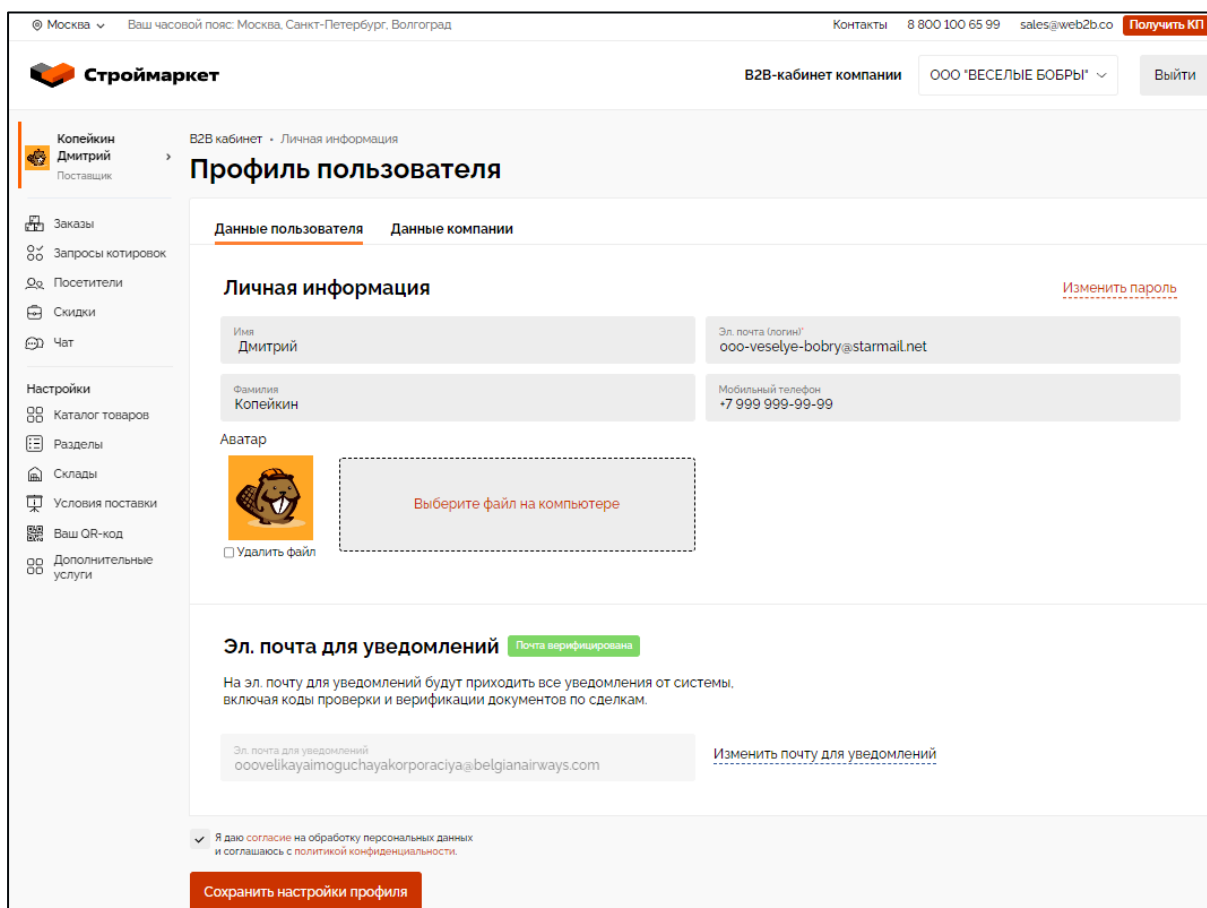 Москва
Ваш часовой пояс: Москва, Санкт-Петербург, Волгоград
Контакты
8 800 100 65 99
sales@web2b.co
Получить КП
Строймаркет
B2B-кабинет компании
ООО "ВЕСЕЛЫЕ БОБРЫ"
Выйти
Копейкин
Дмитрий
Поставщик
Заказы
Запросы котировок
Посетители
Скидки
Чат
Настройки
Каталог товаров
Разделы
Склады
Условия поставки
Ваш QR-код
Дополнительные
услуги
B2B кабинет • Личная информация
Профиль пользователя
Данные пользователя
Данные компании
Личная информация
Изменить пароль
Имя
Дмитрий
Эл. почта (логин)*
ooo-veselye-bobry@starmail.net
Фамилия
Копейкин
Мобильный телефон
+7 999 999-99-99
Аватар
Выберите файл на компьютере
Удалить файл
Эл. почта для уведомлений
Почта верифицирована
На эл. почту для уведомлений будут приходить все уведомления от системы,
включая коды проверки и верификации документов по сделкам.
Эл. почта для уведомлений
ooovelikayaimoguchayakorporaciya@belgianairways.com
Изменить почту для уведомлений
Я даю согласие на обработку персональных данных
и соглашаюсь с политикой конфиденциальности.
Сохранить настройки профиля